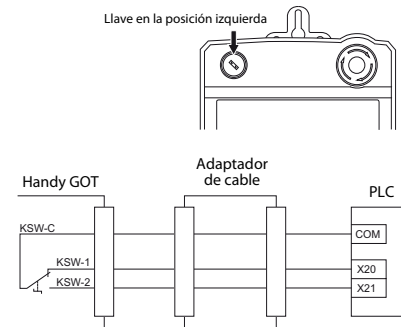 Llave en la posición izquierda
Handy GOT
Adaptador
de cable
PLC
KSW-C
COM
KSW-1
X20
KSW-2
X21